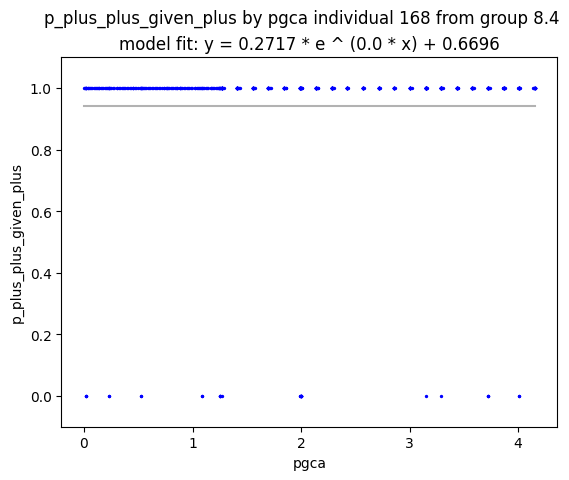 p_plus_plus_given_plus by pgca individual 168 from group 8.4
model fit: y = 0.2717 * e ^ (0.0 * x) + 0.6696
1.0
0.8
0.6
0.4
0.2
0.0
p_plus_plus_given_plus
0 1 2 3 4
pgca